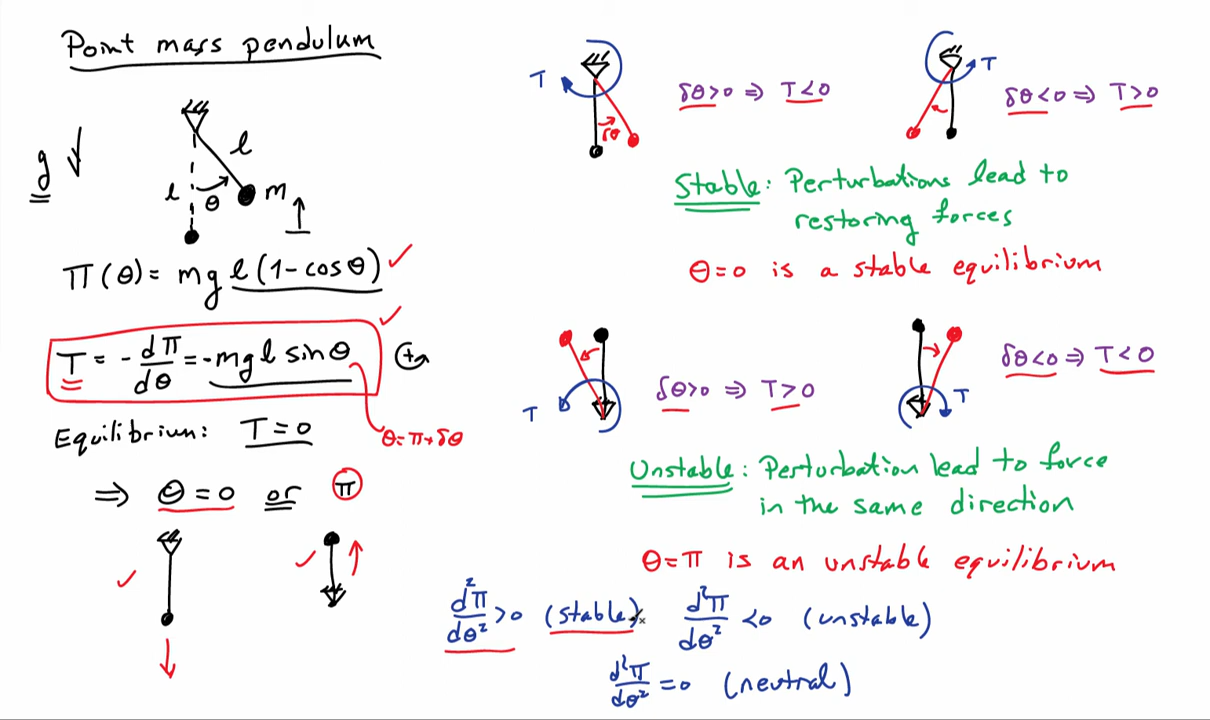 Point mass pendulum
g
l
l
θ
m
Π(θ) = mg l(1-cosθ)
T = -dΠ/dθ = -mg l sinθ
+
θ=π+δθ
Equilibrium: T=0
⇒ θ=0 or π
T
δθ
δθ>0 ⇒ T<0
T
δθ<0 ⇒ T>0
Stable: Perturbations lead to
restoring forces
θ=0 is a stable equilibrium
T
δθ>0 ⇒ T>0
T
δθ<0 ⇒ T<0
Unstable: Perturbation lead to force
in the same direction
θ=π is an unstable equilibrium
d²Π/dθ² >0 (stable) d²Π/dθ² <0 (unstable)
d²Π/dθ² =0 (neutral)